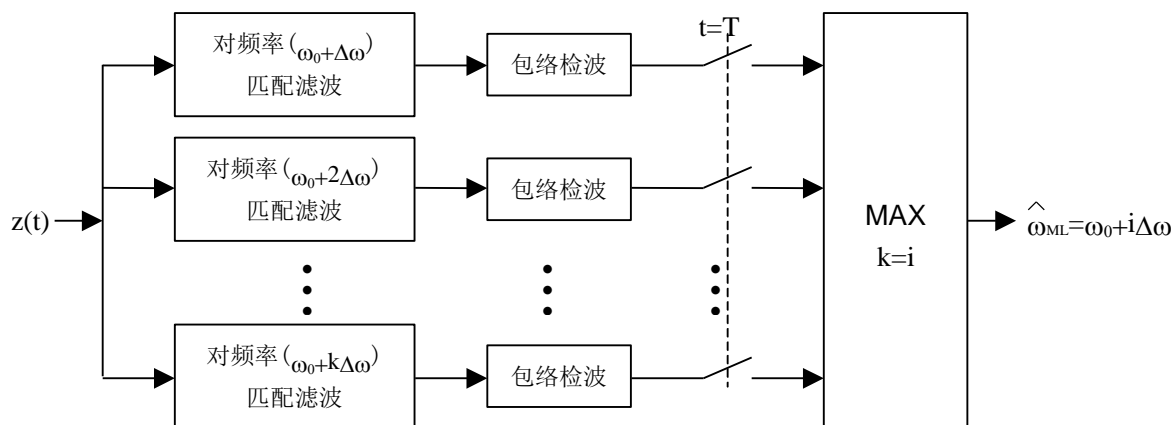 对频率(ω₀+Δω)
匹配滤波
包络检波
t=T
对频率(ω₀+2Δω)
匹配滤波
包络检波
z(t)
MAX
k=i
ω̂ML=ω₀+iΔω
对频率(ω₀+kΔω)
匹配滤波
包络检波